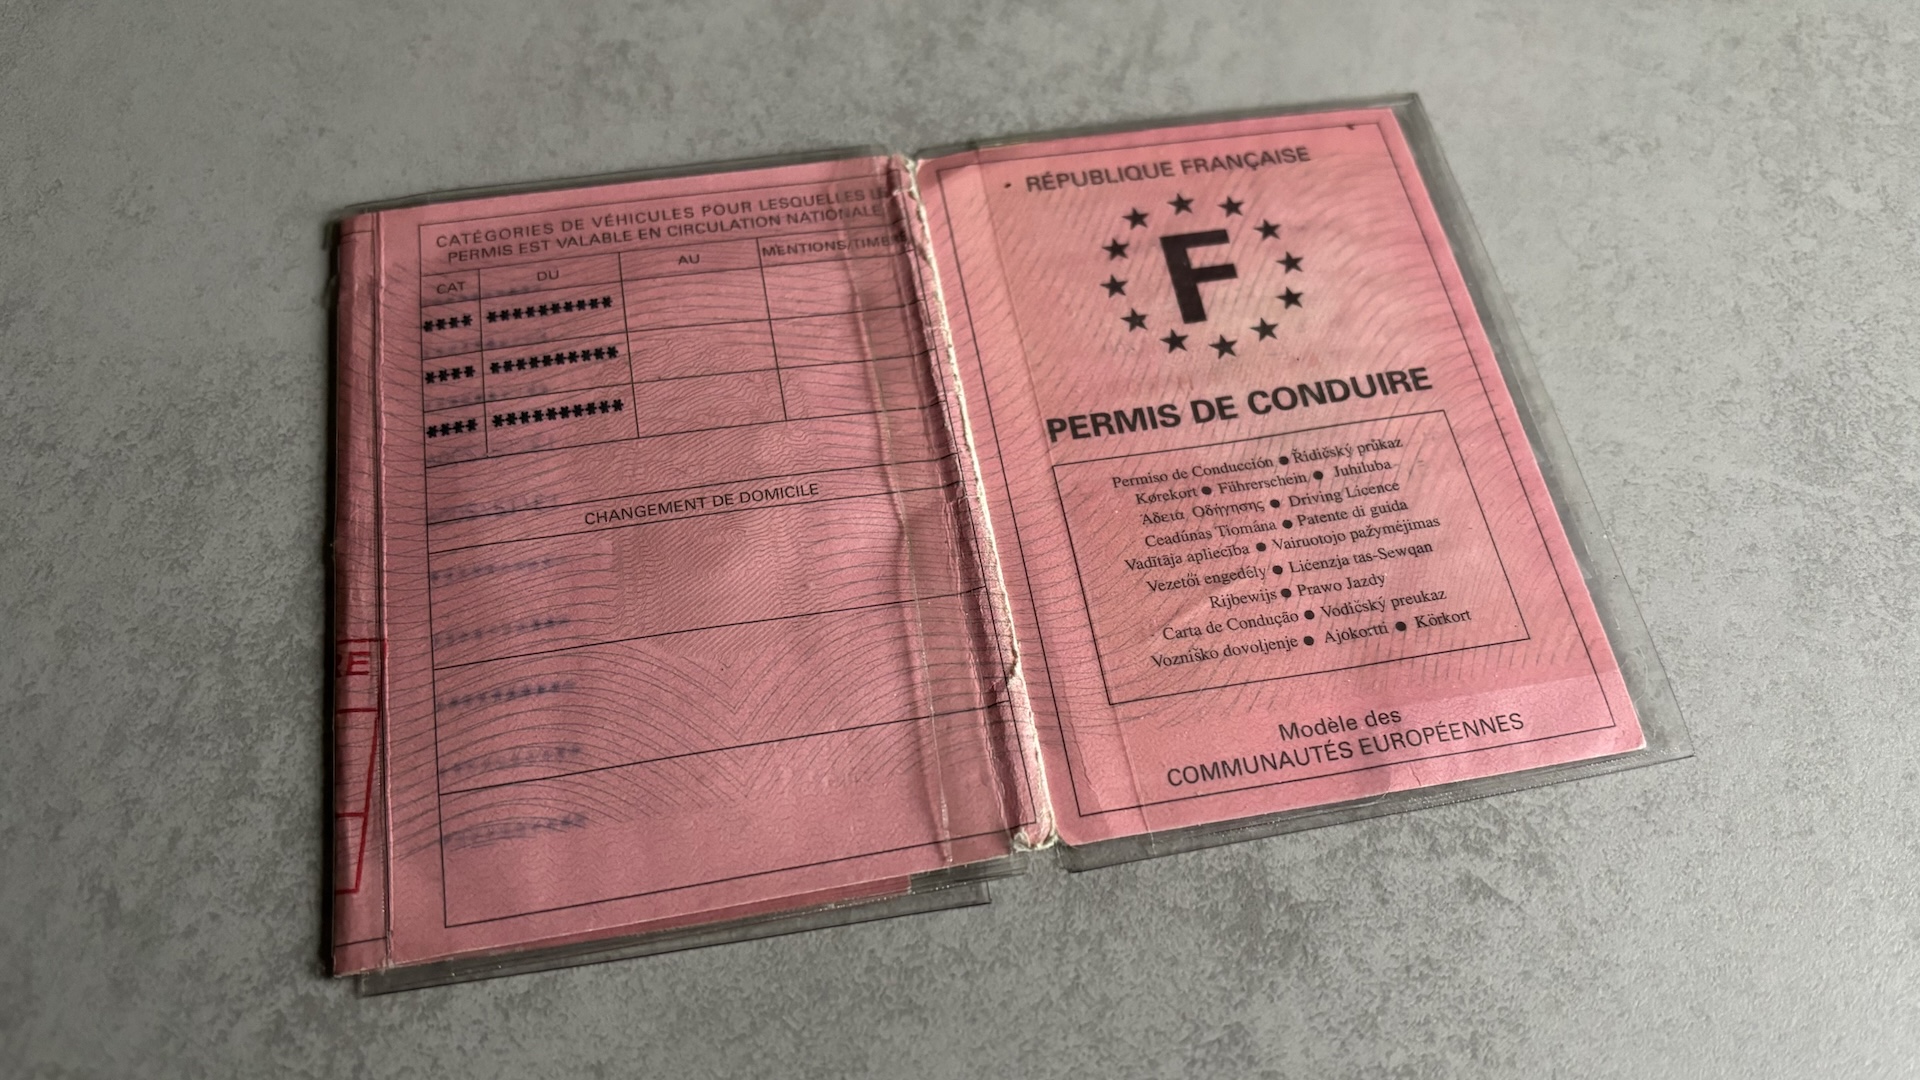 CATÉGORIES DE VÉHICULES POUR LESQUELLES LE
PERMIS EST VALABLE EN CIRCULATION NATIONALE
CAT DU AU MENTIONS/TIMB
**** **********
**** **********
**** **********
CHANGEMENT DE DOMICILE
RE
RÉPUBLIQUE FRANÇAISE
F
PERMIS DE CONDUIRE
Permiso de Conducción ● Řidičský průkaz
Kørekort ● Führerschein ● Juhiluba
Αδεια Οδήγησης ● Driving Licence
Ceadúnas Tiomána ● Patente di guida
Vadītāja apliecība ● Vairuotojo pažymėjimas
Vezetői engedély ● Liċenzja tas-Sewqan
Rijbewijs ● Prawo Jazdy
Carta de Condução ● Vodičský preukaz
Vozniško dovoljenje ● Ajokortti ● Körkort
Modèle des
COMMUNAUTÉS EUROPÉENNES